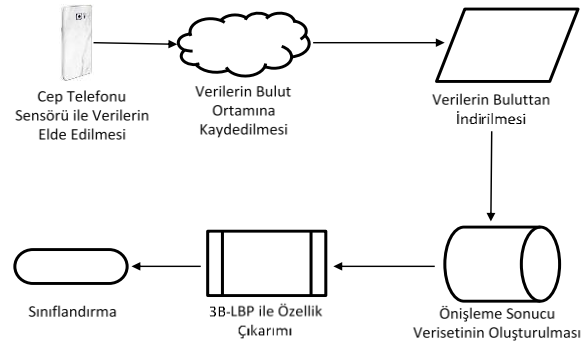 Cep Telefonu
Sensörü ile Verilerin
Elde Edilmesi
Verilerin Bulut
Ortamına
Kaydedilmesi
Verilerin Buluttan
İndirilmesi
Sınıflandırma
3B-LBP ile Özellik
Çıkarımı
Önişleme Sonucu
Verisetinin Oluşturulması